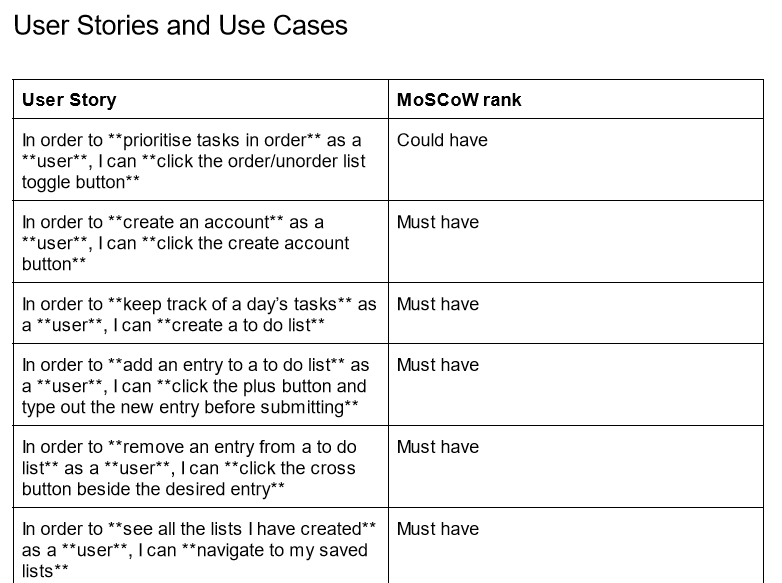 User Stories and Use Cases
User Story
MoSCoW rank
In order to **prioritise tasks in order** as a
**user**, I can **click the order/unorder list
toggle button**
Could have
In order to **create an account** as a
**user**, I can **click the create account
button**
Must have
In order to **keep track of a day's tasks** as
a **user**, I can **create a to do list**
Must have
In order to **add an entry to a to do list** as
a **user**, I can **click the plus button and
type out the new entry before submitting**
Must have
In order to **remove an entry from a to do
list** as a **user**, I can **click the cross
button beside the desired entry**
Must have
In order to **see all the lists I have created**
as a **user**, I can **navigate to my saved
lists**
Must have